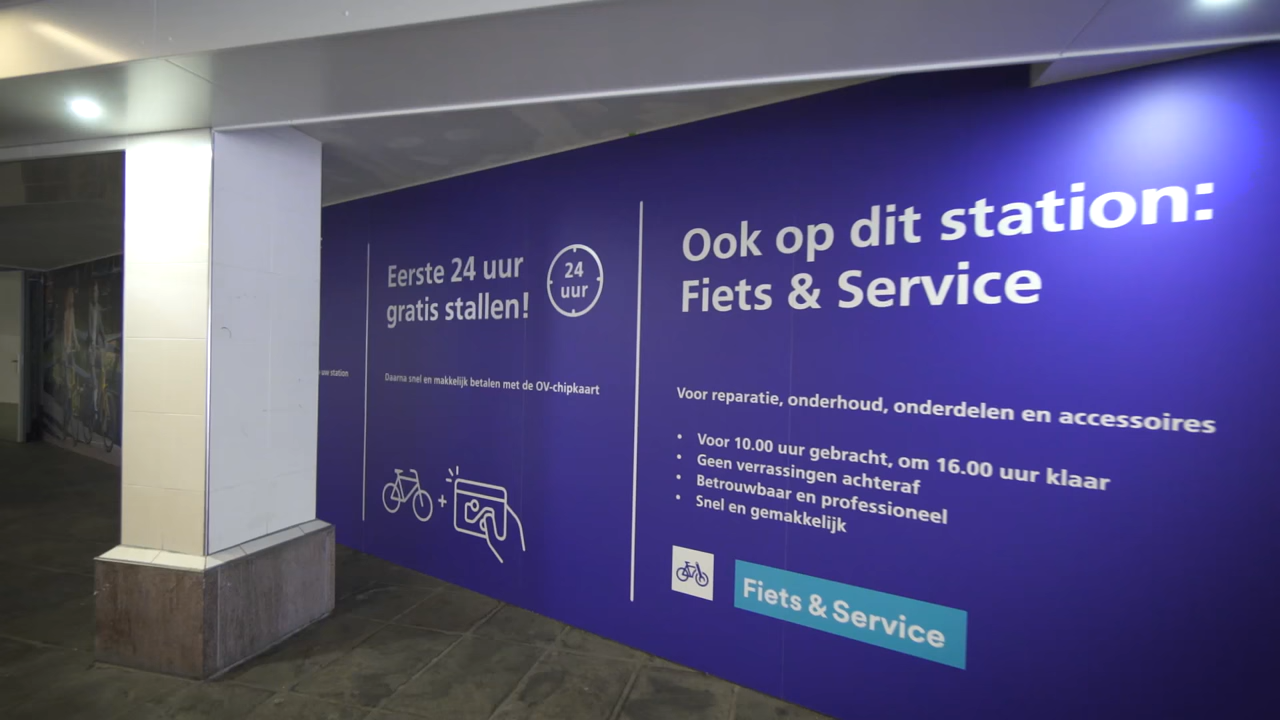 uw station
Eerste 24 uur
gratis stallen!
24
uur
Daarna snel en makkelijk betalen met de OV-chipkaart
Ook op dit station:
Fiets & Service
Voor reparatie, onderhoud, onderdelen en accessoires
• Voor 10.00 uur gebracht, om 16.00 uur klaar
• Geen verrassingen achteraf
• Betrouwbaar en professioneel
• Snel en gemakkelijk
Fiets & Service